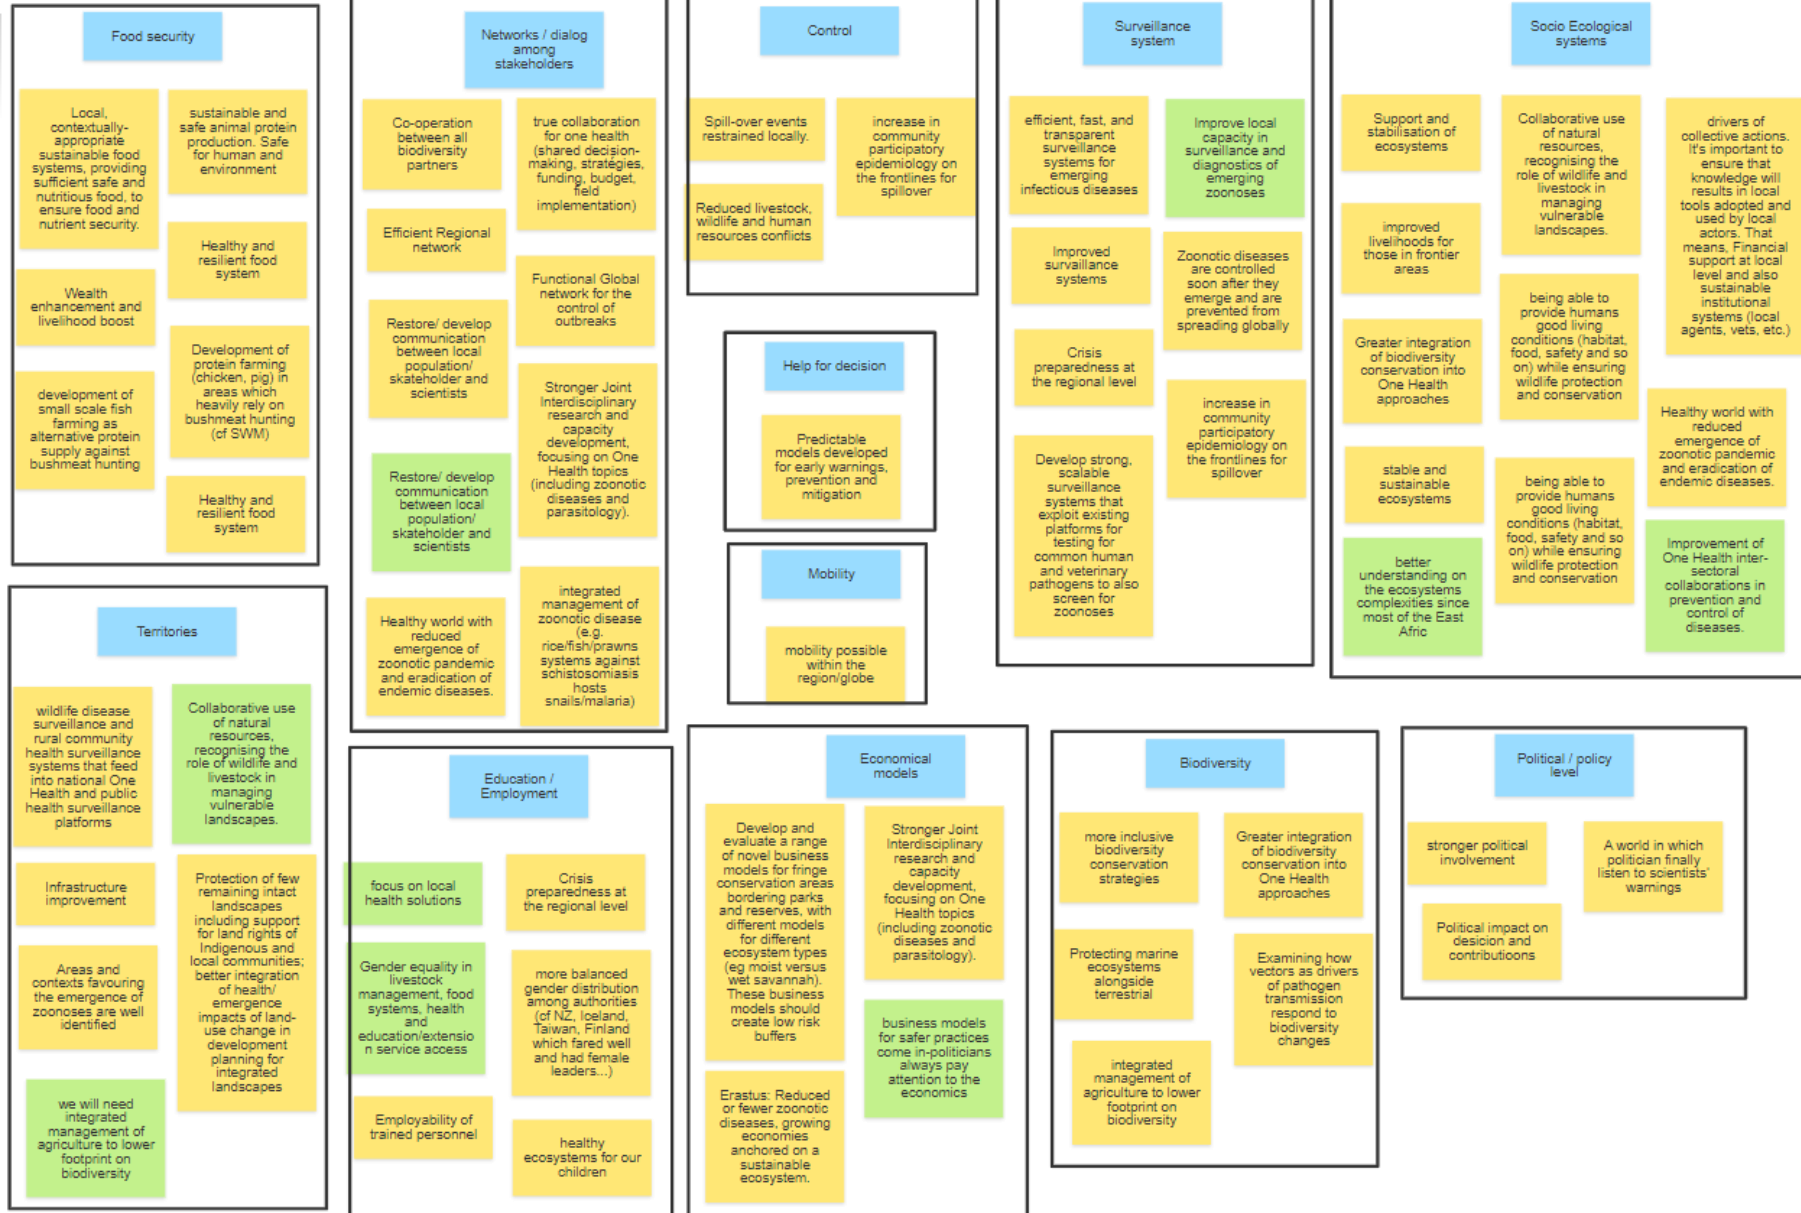 Food security
Local,
contextually-
appropriate
sustainable food
systems, providing
sufficient safe and
nutritious food, to
ensure food and
nutrient security.
sustainable and
safe animal protein
production. Safe
for human and
environment
Healthy and
resilient food
system
Wealth
enhancement and
livelihood boost
Development of
protein farming
(chicken, pig) in
areas which
heavily rely on
bushmeat hunting
(cf SWM)
development of
small scale fish
farming as
alternative protein
supply against
bushmeat hunting
Healthy and
resilient food
system
Networks / dialog
among
stakeholders
Co-operation
between all
biodiversity
partners
true collaboration
for one health
(shared decision-
making, stratégies,
funding, budget,
field
implementation)
Efficient Regional
network
Functional Global
network for the
control of
outbreaks
Restore/ develop
communication
between local
population/
skateholder and
scientists
Stronger Joint
Interdisciplinary
research and
capacity
development,
focusing on One
Health topics
(including zoonotic
diseases and
parasitology).
Restore/ develop
communication
between local
population/
skateholder and
scientists
Healthy world with
reduced
emergence of
zoonotic pandemic
and eradication of
endemic diseases.
integrated
management of
zoonotic disease
(e.g.
rice/fish/prawns
systems against
schistosomiasis
hosts
snails/malaria)
Control
Spill-over events
restrained locally.
increase in
community
participatory
epidemiology on
the frontlines for
spillover
Reduced livestock,
wildlife and human
resources conflicts
Help for decision
Predictable
models developed
for early warnings,
prevention and
mitigation
Mobility
mobility possible
within the
region/globe
Surveillance
system
efficient, fast, and
transparent
surveillance
systems for
emerging
infectious diseases
Improve local
capacity in
surveillance and
diagnostics of
emerging
zoonoses
Improved
survaillance
systems
Zoonotic diseases
are controlled
soon after they
emerge and are
prevented from
spreading globally
Crisis
preparedness at
the regional level
increase in
community
participatory
epidemiology on
the frontlines for
spillover
Develop strong,
scalable
surveillance
systems that
exploit existing
platforms for
testing for
common human
and veterinary
pathogens to also
screen for
zoonoses
Socio Ecological
systems
Support and
stabilisation of
ecosystems
Collaborative use
of natural
resources,
recognising the
role of wildlife and
livestock in
managing
vulnerable
landscapes.
drivers of
collective actions.
It's important to
ensure that
knowledge will
results in local
tools adopted and
used by local
actors. That
means, Financial
support at local
level and also
sustainable
institutional
systems (local
agents, vets, etc.)
improved
livelihoods for
those in frontier
areas
being able to
provide humans
good living
conditions (habitat,
food, safety and so
on) while ensuring
wildlife protection
and conservation
Greater integration
of biodiversity
conservation into
One Health
approaches
Healthy world with
reduced
emergence of
zoonotic pandemic
and eradication of
endemic diseases.
stable and
sustainable
ecosystems
being able to
provide humans
good living
conditions (habitat,
food, safety and so
on) while ensuring
wildlife protection
and conservation
better
understanding on
the ecosystems
complexities since
most of the East
Afric
Improvement of
One Health inter-
sectoral
collaborations in
prevention and
control of
diseases.
Territories
wildlife disease
surveillance and
rural community
health surveillance
systems that feed
into national One
Health and public
health surveillance
platforms
Collaborative use
of natural
resources,
recognising the
role of wildlife and
livestock in
managing
vulnerable
landscapes.
Infrastructure
improvement
Protection of few
remaining intact
landscapes
including support
for land rights of
Indigenous and
local communities;
better integration
of health/
emergence
impacts of land-
use change in
development
planning for
integrated
landscapes
Areas and
contexts favouring
the emergence of
zoonoses are well
identified
we will need
integrated
management of
agriculture to lower
footprint on
biodiversity
Education /
Employment
focus on local
health solutions
Crisis
preparedness at
the regional level
Gender equality in
livestock
management, food
systems, health
and
education/extensio
n service access
more balanced
gender distribution
among authorities
(cf NZ, Iceland,
Taiwan, Finland
which fared well
and had female
leaders...)
Employability of
trained personnel
healthy
ecosystems for our
children
Economical
models
Develop and
evaluate a range
of novel business
models for fringe
conservation areas
bordering parks
and reserves, with
different models
for different
ecosystem types
(eg moist versus
wet savannah).
These business
models should
create low risk
buffers
Stronger Joint
Interdisciplinary
research and
capacity
development,
focusing on One
Health topics
(including zoonotic
diseases and
parasitology).
business models
for safer practices
come in-politicians
always pay
attention to the
economics
Erastus: Reduced
or fewer zoonotic
diseases, growing
economies
anchored on a
sustainable
ecosystem.
Biodiversity
more inclusive
biodiversity
conservation
strategies
Greater integration
of biodiversity
conservation into
One Health
approaches
Protecting marine
ecosystems
alongside
terrestrial
Examining how
vectors as drivers
of pathogen
transmission
respond to
biodiversity
changes
integrated
management of
agriculture to lower
footprint on
biodiversity
Political / policy
level
stronger political
involvement
A world in which
politician finally
listen to scientists'
warnings
Political impact on
desicion and
contributioons